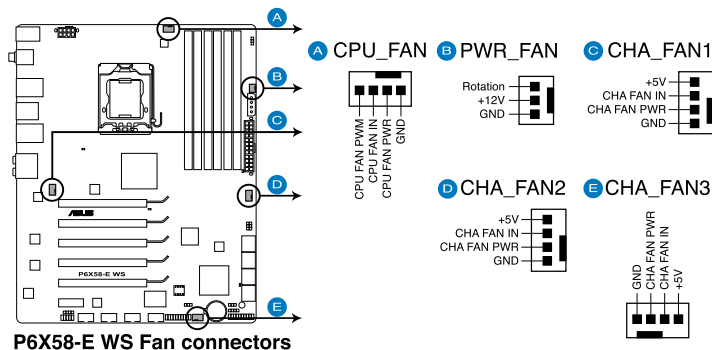 A
B
C
D
E
ASUS
P6X58-E WS
P6X58-E WS Fan connectors
A CPU_FAN
CPU FAN PWM
CPU FAN IN
CPU FAN PWR
GND
B PWR_FAN
Rotation
+12V
GND
C CHA_FAN1
+5V
CHA FAN IN
CHA FAN PWR
GND
D CHA_FAN2
+5V
CHA FAN IN
CHA FAN PWR
GND
E CHA_FAN3
GND
CHA FAN PWR
CHA FAN IN
+5V